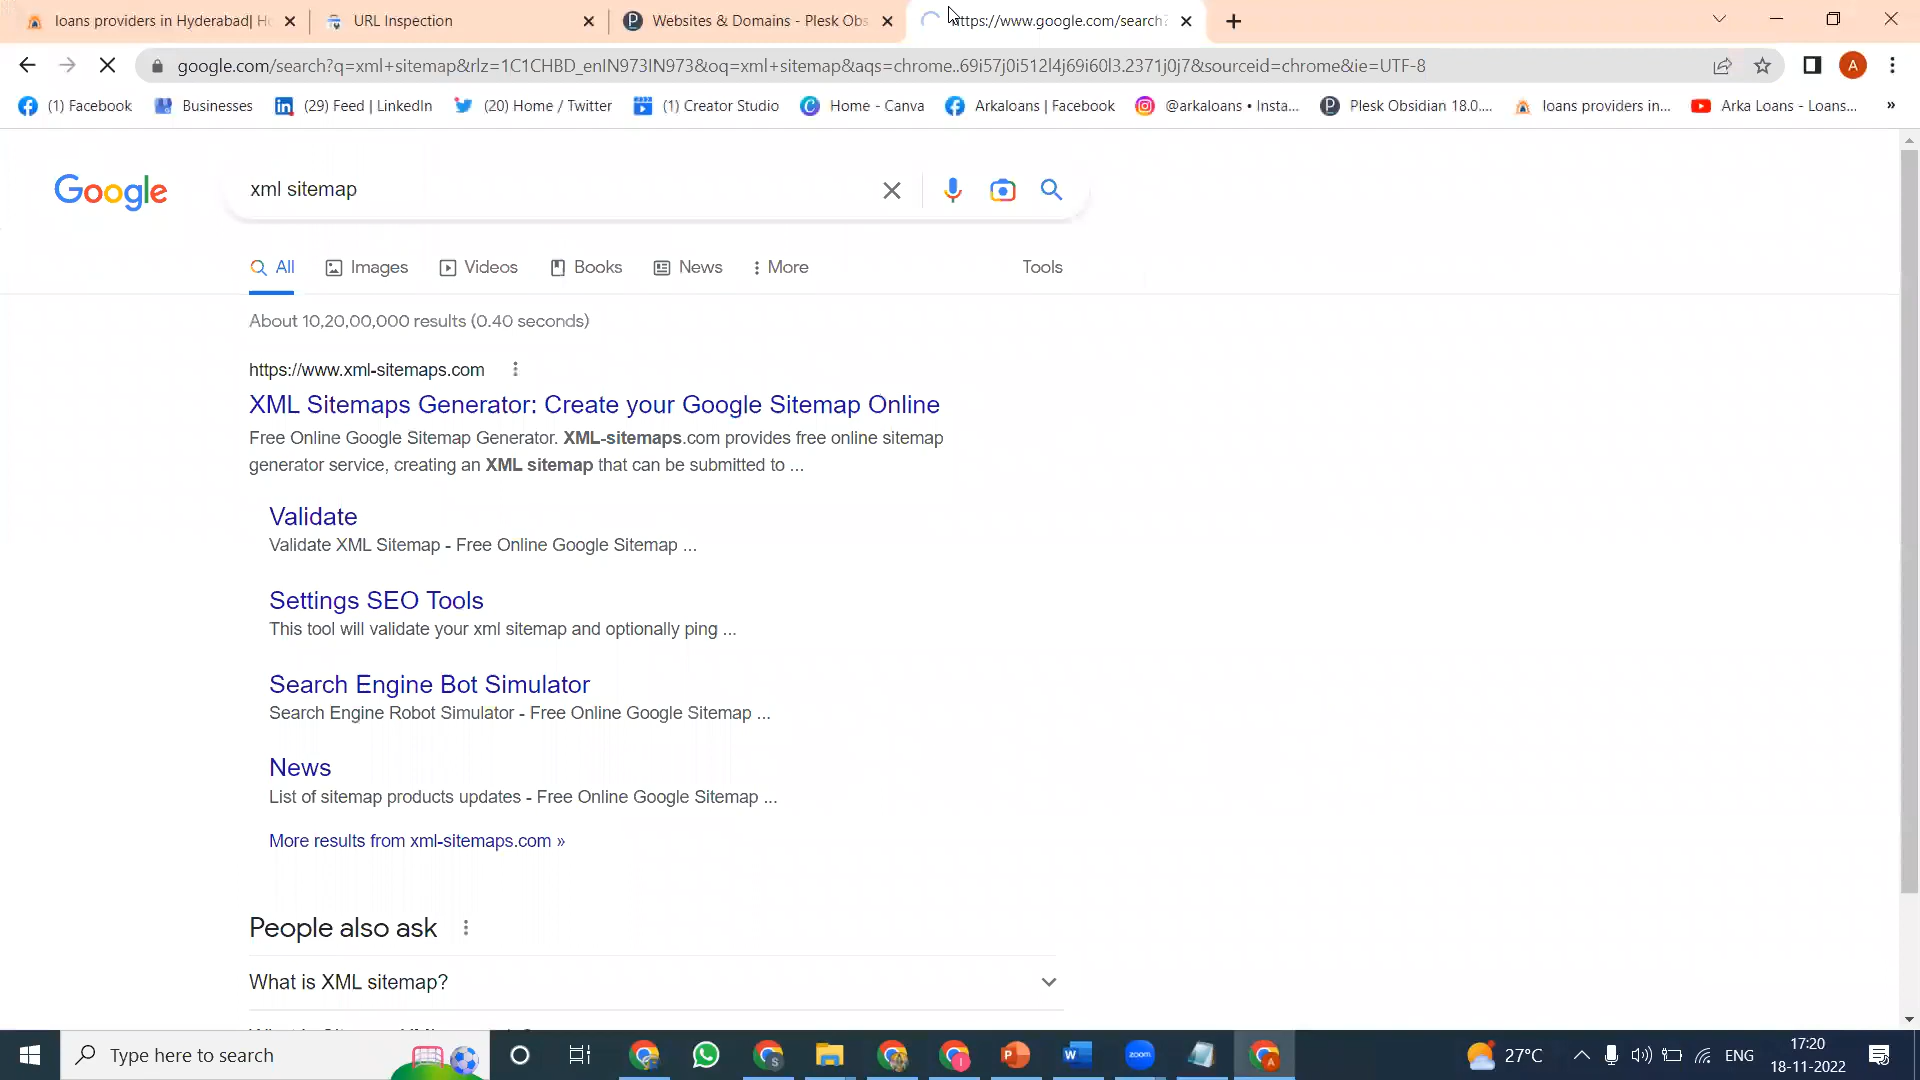 loans providers in Hyderabad| H
URL Inspection
Websites & Domains - Plesk Obs
https://www.google.com/search?
google.com/search?q=xml+sitemap&rlz=1C1CHBD_enIN973IN973&oq=xml+sitemap&aqs=chrome..69i57j0i512l4j69i60l3.2371j0j7&sourceid=chrome&ie=UTF-8
A
(1) Facebook
Businesses
(29) Feed | LinkedIn
(20) Home / Twitter
(1) Creator Studio
Home - Canva
Arkaloans | Facebook
@arkaloans • Insta...
Plesk Obsidian 18.0....
loans providers in...
Arka Loans - Loans...
»
Google
xml sitemap
All
Images
Videos
Books
News
More
Tools
About 10,20,00,000 results (0.40 seconds)
https://www.xml-sitemaps.com
XML Sitemaps Generator: Create your Google Sitemap Online
Free Online Google Sitemap Generator. XML-sitemaps.com provides free online sitemap
generator service, creating an XML sitemap that can be submitted to ...
Validate
Validate XML Sitemap - Free Online Google Sitemap ...
Settings SEO Tools
This tool will validate your xml sitemap and optionally ping ...
Search Engine Bot Simulator
Search Engine Robot Simulator - Free Online Google Sitemap ...
News
List of sitemap products updates - Free Online Google Sitemap ...
More results from xml-sitemaps.com »
People also ask
What is XML sitemap?
Type here to search
zoom
27°C
ENG
17:20
18-11-2022